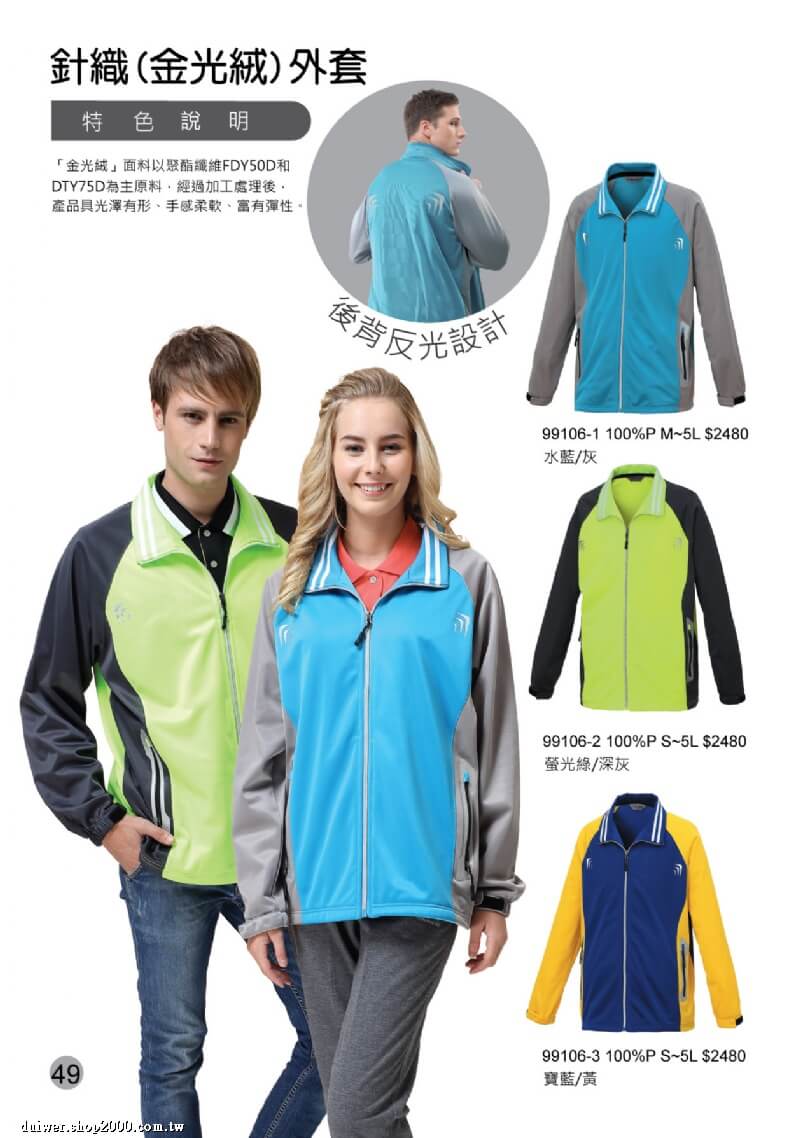 針織(金光絨)外套
特色說明
「金光絨」面料以聚酯纖維FDY50D和
DTY75D為主原料，經過加工處理後，
產品具光澤有形、手感柔軟、富有彈性。
後背反光設計
99106-1 100%P M~5L $2480
水藍/灰
99106-2 100%P S~5L $2480
螢光綠/深灰
99106-3 100%P S~5L $2480
寶藍/黃
49
duiwer.shop2000.com.tw